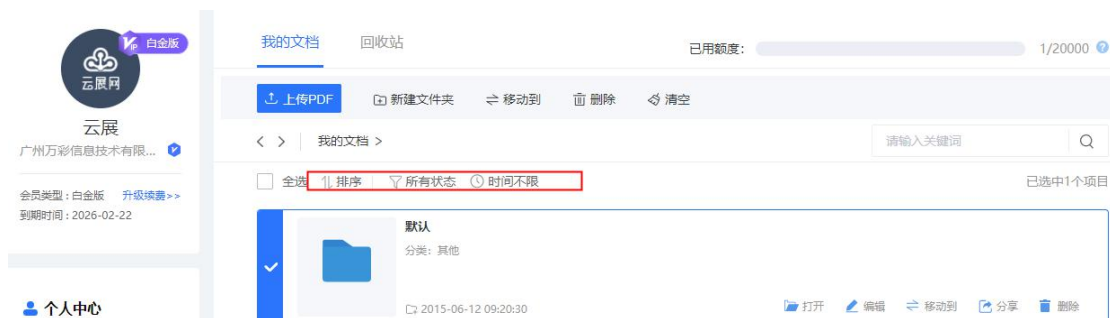 VIP 白金版
云展网
云展
广州万彩信息技术有限...
会员类型：白金版 升级续费>>
到期时间：2026-02-22
个人中心
我的文档 回收站 已用额度： 1/20000
上传PDF 新建文件夹 移动到 删除 清空
我的文档 > 请输入关键词
全选 排序 所有状态 时间不限 已选中1个项目
默认
分类：其他
2015-06-12 09:20:30 打开 编辑 移动到 分享 删除